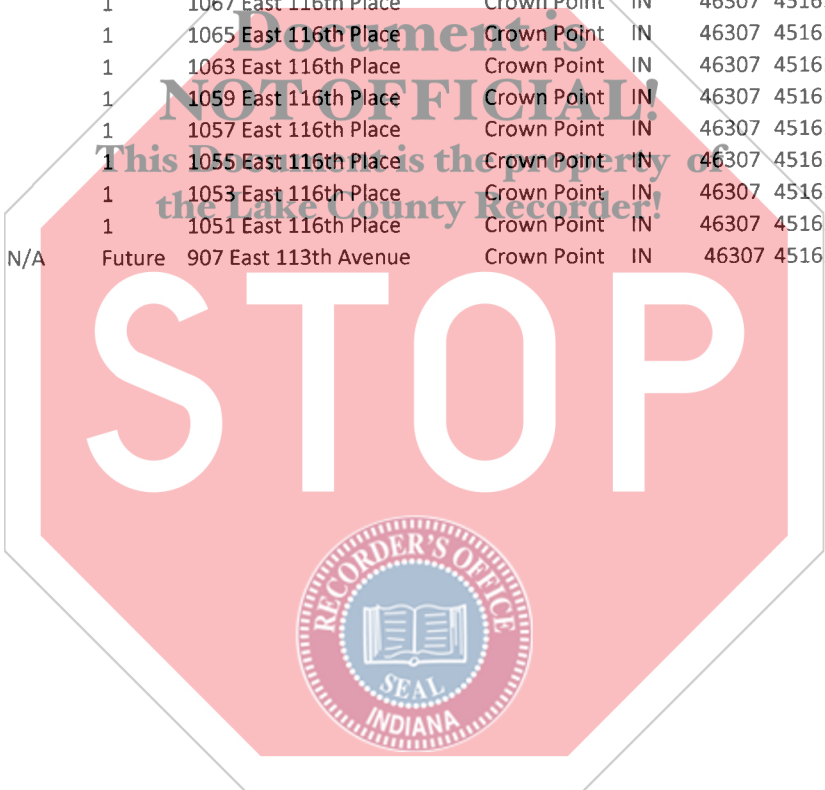 1 1067 East 116th Place Crown Point IN 46307 4516
Document is
1 1065 East 116th Place Crown Point IN 46307 4516
1 1063 East 116th Place Crown Point IN 46307 4516
NOT OFFICIAL!
1 1059 East 116th Place Crown Point IN 46307 4516
1 1057 East 116th Place Crown Point IN 46307 4516
This Document is the property of
1 1055 East 116th Place Crown Point IN 46307 4516
1 1053 East 116th Place Crown Point IN 46307 4516
the Lake County Recorder!
1 1051 East 116th Place Crown Point IN 46307 4516
N/A Future 907 East 113th Avenue Crown Point IN 46307 4516
STOP
RECORDER'S OFFICE
SEAL
INDIANA